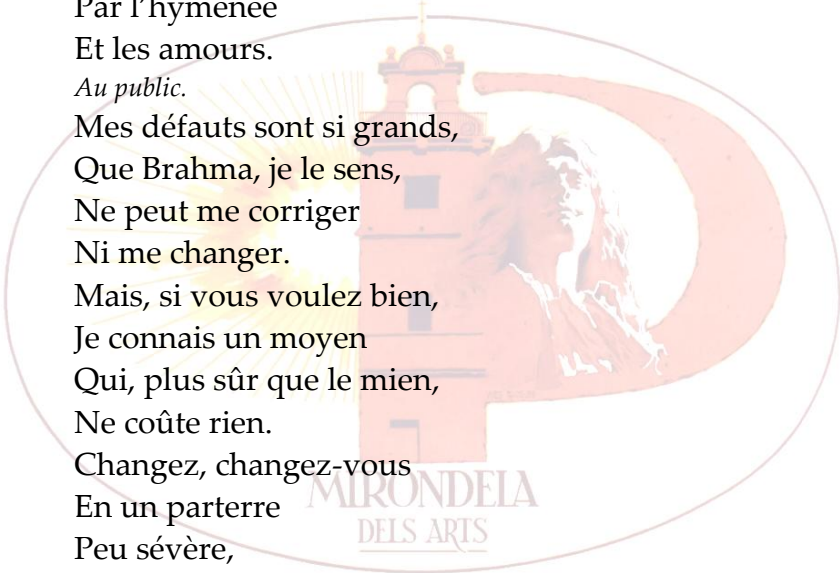 Par l'hyménée
Et les amours.
Au public.
Mes défauts sont si grands,
Que Brahma, je le sens,
Ne peut me corriger
Ni me changer.
Mais, si vous voulez bien,
Je connais un moyen
Qui, plus sûr que le mien,
Ne coûte rien.
Changez, changez-vous
En un parterre
Peu sévère,
MIRONDELA
DELS ARTS